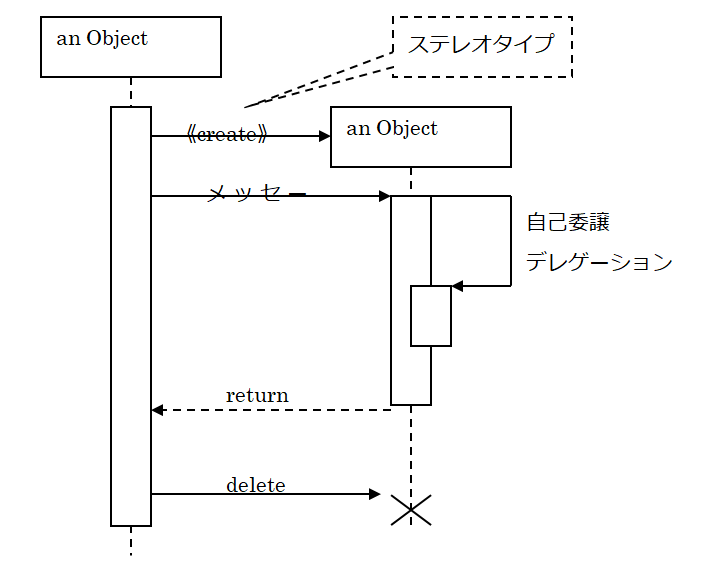 an Object
ステレオタイプ
《create》
an Object
メッセー
自己委譲
デレゲーション
return
delete